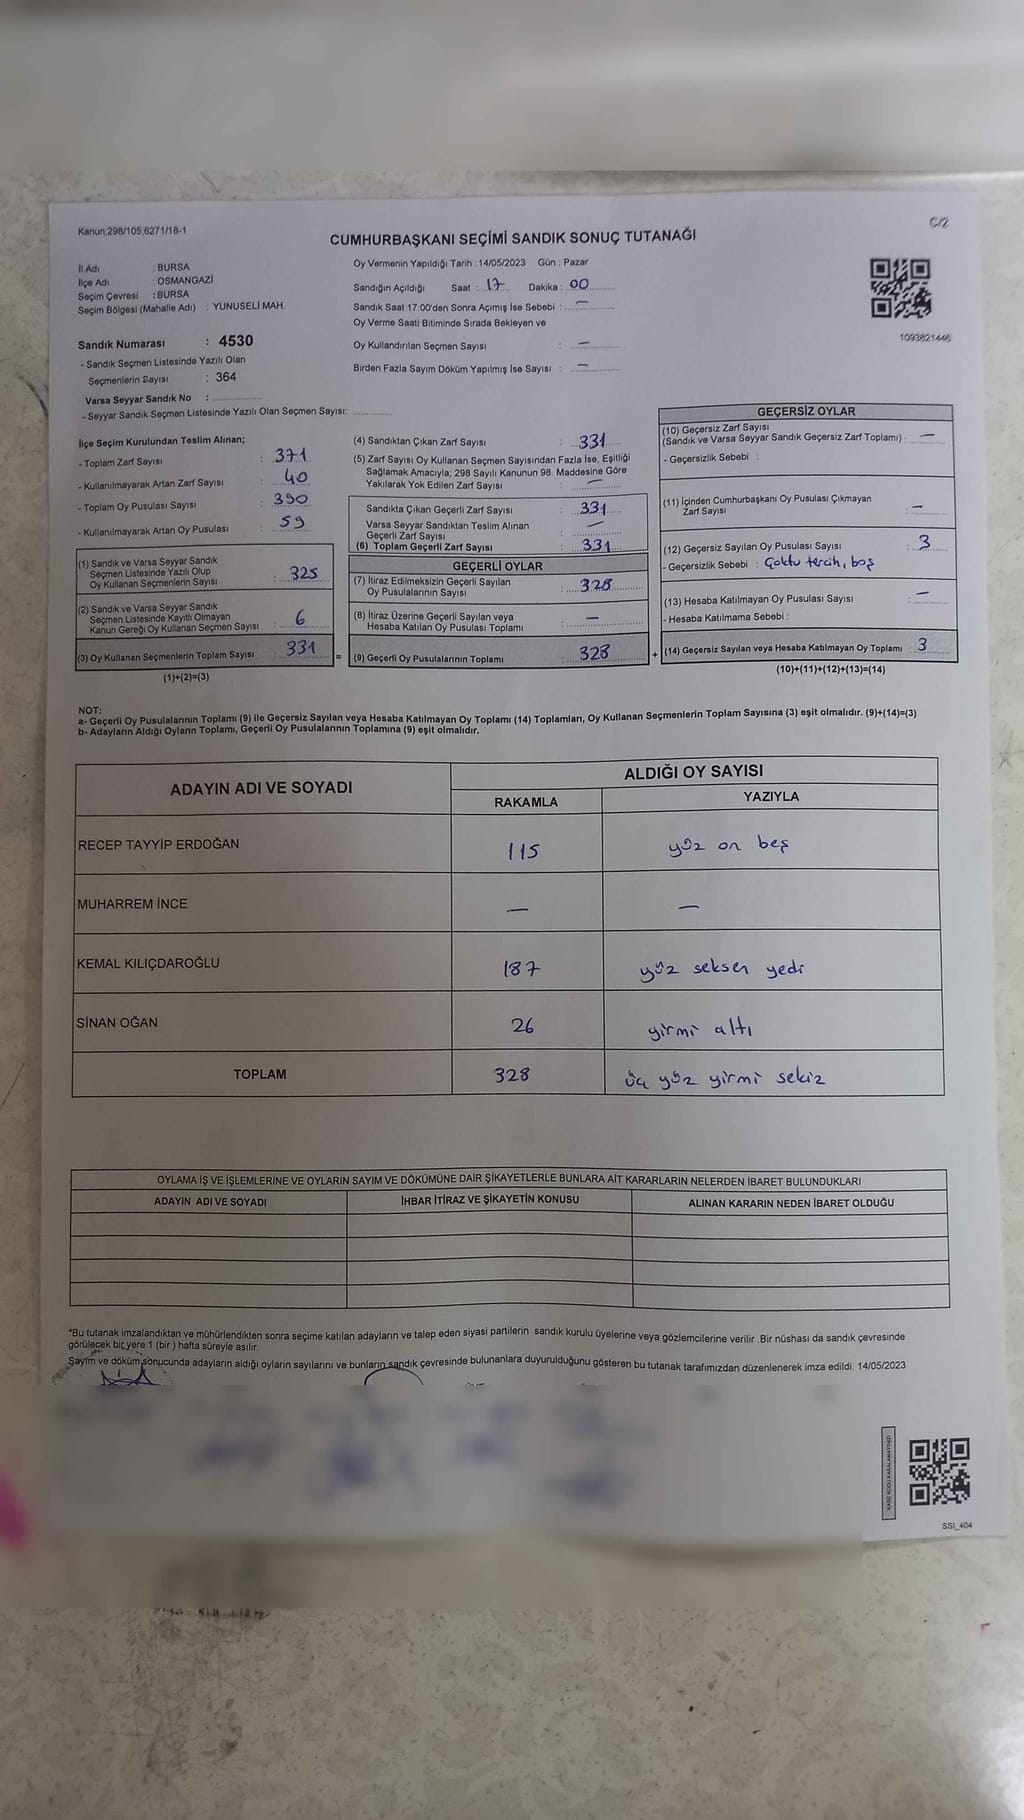 Kanun;298/105;6271/18-1
C/2
CUMHURBAŞKANI SEÇİMİ SANDIK SONUÇ TUTANAĞI
İl Adı : BURSA
İlçe Adı : OSMANGAZİ
Seçim Çevresi : BURSA
Seçim Bölgesi (Mahalle Adı) : YUNUSELİ MAH.
Sandık Numarası : 4530
- Sandık Seçmen Listesinde Yazılı Olan
Seçmenlerin Sayısı : 364
Varsa Seyyar Sandık No :
- Seyyar Sandık Seçmen Listesinde Yazılı Olan Seçmen Sayısı:
Oy Vermenin Yapıldığı Tarih : 14/05/2023 Gün : Pazar
Sandığın Açıldığı Saat : 17 Dakika : 00
Sandık Saat 17.00'den Sonra Açımış İse Sebebi : —
Oy Verme Saati Bitiminde Sırada Bekleyen ve
Oy Kullandırılan Seçmen Sayısı : —
Birden Fazla Sayım Döküm Yapılmış İse Sayısı : —
1093821446
İlçe Seçim Kurulundan Teslim Alınan;
- Toplam Zarf Sayısı : 371
- Kullanılmayarak Artan Zarf Sayısı : 40
- Toplam Oy Pusulası Sayısı : 390
- Kullanılmayarak Artan Oy Pusulası : 59
(1) Sandık ve Varsa Seyyar Sandık
Seçmen Listesinde Yazılı Olup
Oy Kullanan Seçmenlerin Sayısı : 325
(2) Sandık ve Varsa Seyyar Sandık
Seçmen Listesinde Kayıtlı Olmayan
Kanun Gereği Oy Kullanan Seçmen Sayısı : 6
(3) Oy Kullanan Seçmenlerin Toplam Sayısı : 331
(1)+(2)=(3)
(4) Sandıktan Çıkan Zarf Sayısı : 331
(5) Zarf Sayısı Oy Kullanan Seçmen Sayısından Fazla İse, Eşitliği
Sağlamak Amacıyla, 298 Sayılı Kanunun 98. Maddesine Göre
Yakılarak Yok Edilen Zarf Sayısı : —
Sandıkta Çıkan Geçerli Zarf Sayısı : 331
Varsa Seyyar Sandıktan Teslim Alınan
Geçerli Zarf Sayısı : —
(6) Toplam Geçerli Zarf Sayısı : 331
GEÇERLİ OYLAR
(7) İtiraz Edilmeksizin Geçerli Sayılan
Oy Pusulalarının Sayısı : 328
(8) İtiraz Üzerine Geçerli Sayılan veya
Hesaba Katılan Oy Pusulası Toplamı : —
= (9) Geçerli Oy Pusulalarının Toplamı : 328
GEÇERSİZ OYLAR
(10) Geçersiz Zarf Sayısı
(Sandık ve Varsa Seyyar Sandık Geçersiz Zarf Toplamı) : —
- Geçersizlik Sebebi :
(11) İçinden Cumhurbaşkanı Oy Pusulası Çıkmayan
Zarf Sayısı : —
(12) Geçersiz Sayılan Oy Pusulası Sayısı : 3
- Geçersizlik Sebebi : Çoklu tercih, boş
(13) Hesaba Katılmayan Oy Pusulası Sayısı : —
- Hesaba Katılmama Sebebi :
+ (14) Geçersiz Sayılan veya Hesaba Katılmayan Oy Toplamı : 3
(10)+(11)+(12)+(13)=(14)
NOT:
a- Geçerli Oy Pusulalarının Toplamı (9) ile Geçersiz Sayılan veya Hesaba Katılmayan Oy Toplamı (14) Toplamları, Oy Kullanan Seçmenlerin Toplam Sayısına (3) eşit olmalıdır. (9)+(14)=(3)
b- Adayların Aldığı Oyların Toplamı, Geçerli Oy Pusulalarının Toplamına (9) eşit olmalıdır.
ADAYIN ADI VE SOYADI
ALDIĞI OY SAYISI
RAKAMLA YAZIYLA
RECEP TAYYİP ERDOĞAN 115 yüz on beş
MUHARREM İNCE — —
KEMAL KILIÇDAROĞLU 187 yüz seksen yedi
SİNAN OĞAN 26 yirmi altı
TOPLAM 328 üç yüz yirmi sekiz
OYLAMA İŞ VE İŞLEMLERİNE VE OYLARIN SAYIM VE DÖKÜMÜNE DAİR ŞİKAYETLERLE BUNLARA AİT KARARLARIN NELERDEN İBARET BULUNDUKLARI
ADAYIN ADI VE SOYADI İHBAR İTİRAZ VE ŞİKAYETİN KONUSU ALINAN KARARIN NEDEN İBARET OLDUĞU
*Bu tutanak imzalandıktan ve mühürlendikten sonra seçime katılan adayların ve talep eden siyasi partilerin sandık kurulu üyelerine veya gözlemcilerine verilir. Bir nüshası da sandık çevresinde
görülecek bir yere 1 (bir ) hafta süreyle asılır.
Sayım ve döküm sonucunda adayların aldığı oyların sayılarını ve bunların sandık çevresinde bulunanlara duyurulduğunu gösteren bu tutanak tarafımızdan düzenlenerek imza edildi. 14/05/2023
KARE KODU KARALAMAYINIZ!
SSI_404